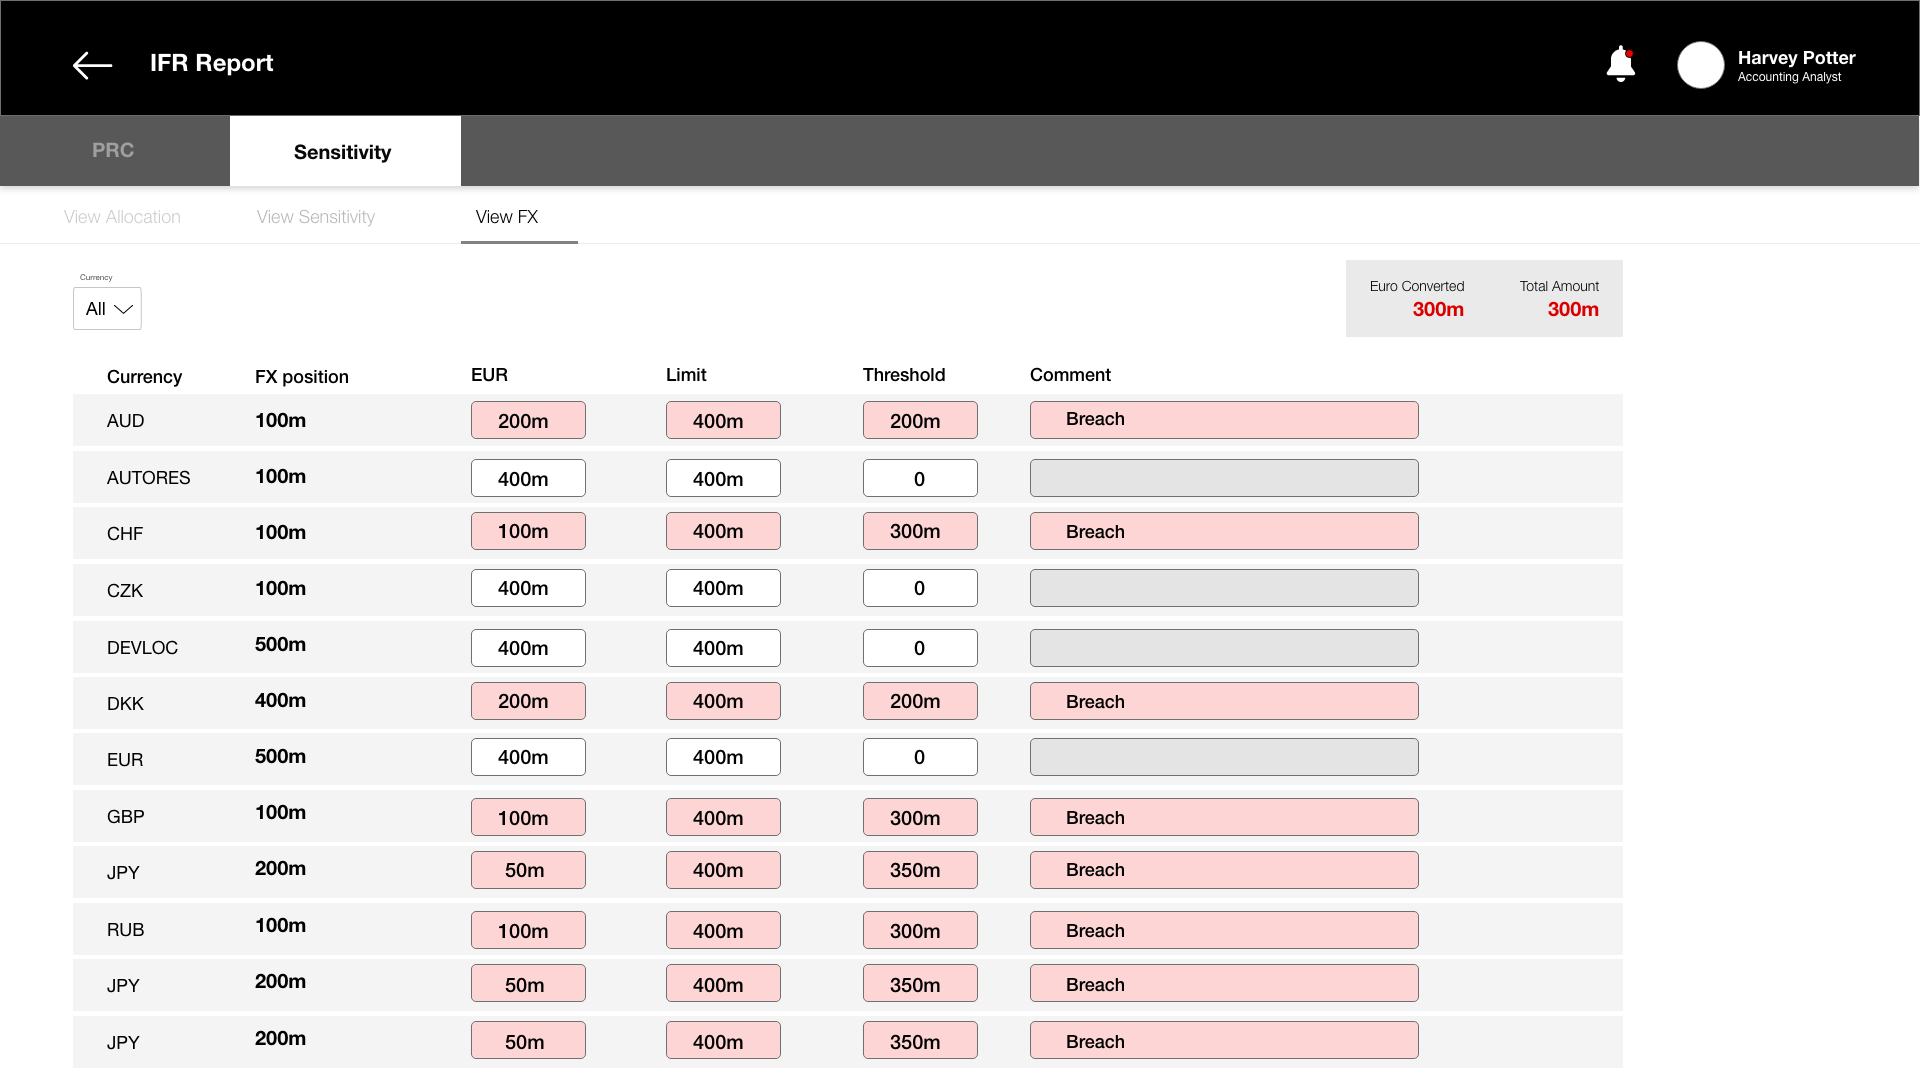 IFR Report
Harvey Potter
Accounting Analyst
PRC
Sensitivity
View Allocation
View Sensitivity
View FX
Currency
All
Euro Converted
300m
Total Amount
300m
Currency FX position EUR Limit Threshold Comment
AUD 100m 200m 400m 200m Breach
AUTORES 100m 400m 400m 0
CHF 100m 100m 400m 300m Breach
CZK 100m 400m 400m 0
DEVLOC 500m 400m 400m 0
DKK 400m 200m 400m 200m Breach
EUR 500m 400m 400m 0
GBP 100m 100m 400m 300m Breach
JPY 200m 50m 400m 350m Breach
RUB 100m 100m 400m 300m Breach
JPY 200m 50m 400m 350m Breach
JPY 200m 50m 400m 350m Breach